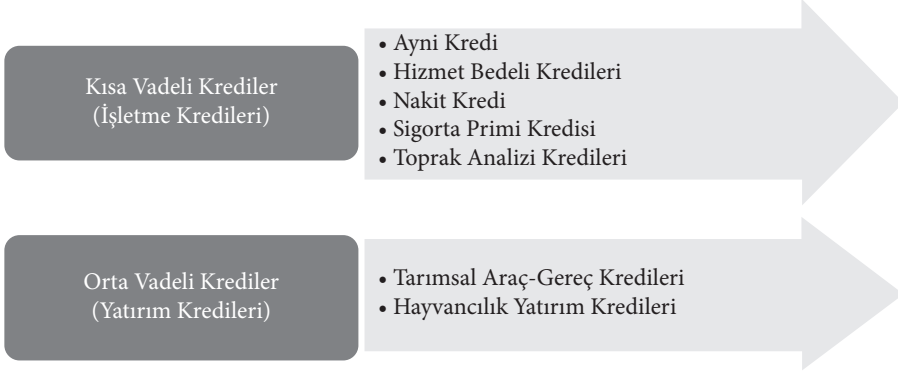 Kısa Vadeli Krediler
(İşletme Kredileri)
• Ayni Kredi
• Hizmet Bedeli Kredileri
• Nakit Kredi
• Sigorta Primi Kredisi
• Toprak Analizi Kredileri
Orta Vadeli Krediler
(Yatırım Kredileri)
• Tarımsal Araç-Gereç Kredileri
• Hayvancılık Yatırım Kredileri